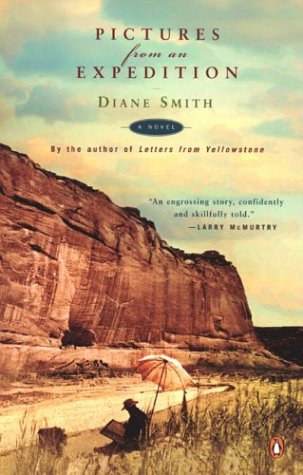 PICTURES
from an
EXPEDITION
DIANE SMITH
A NOVEL
By the author of Letters from Yellowstone
"An engrossing story, confidently
and skillfully told."
—LARRY McMURTRY